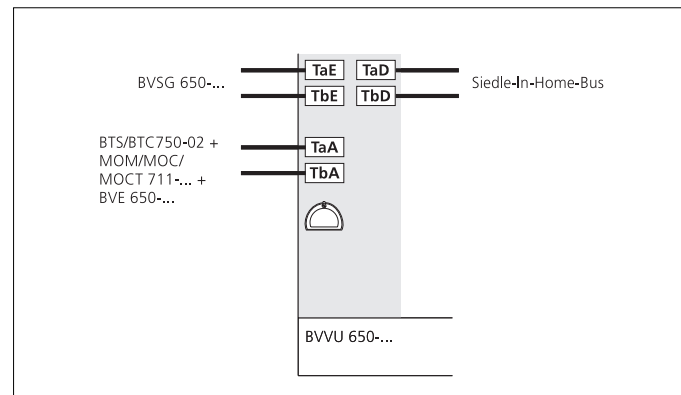 BVSG 650-...
TaE TaD
TbE TbD
Siedle-In-Home-Bus
BTS/BTC750-02 +
MOM/MOC/
MOCT 711-... +
BVE 650-...
TaA
TbA
BVVU 650-...